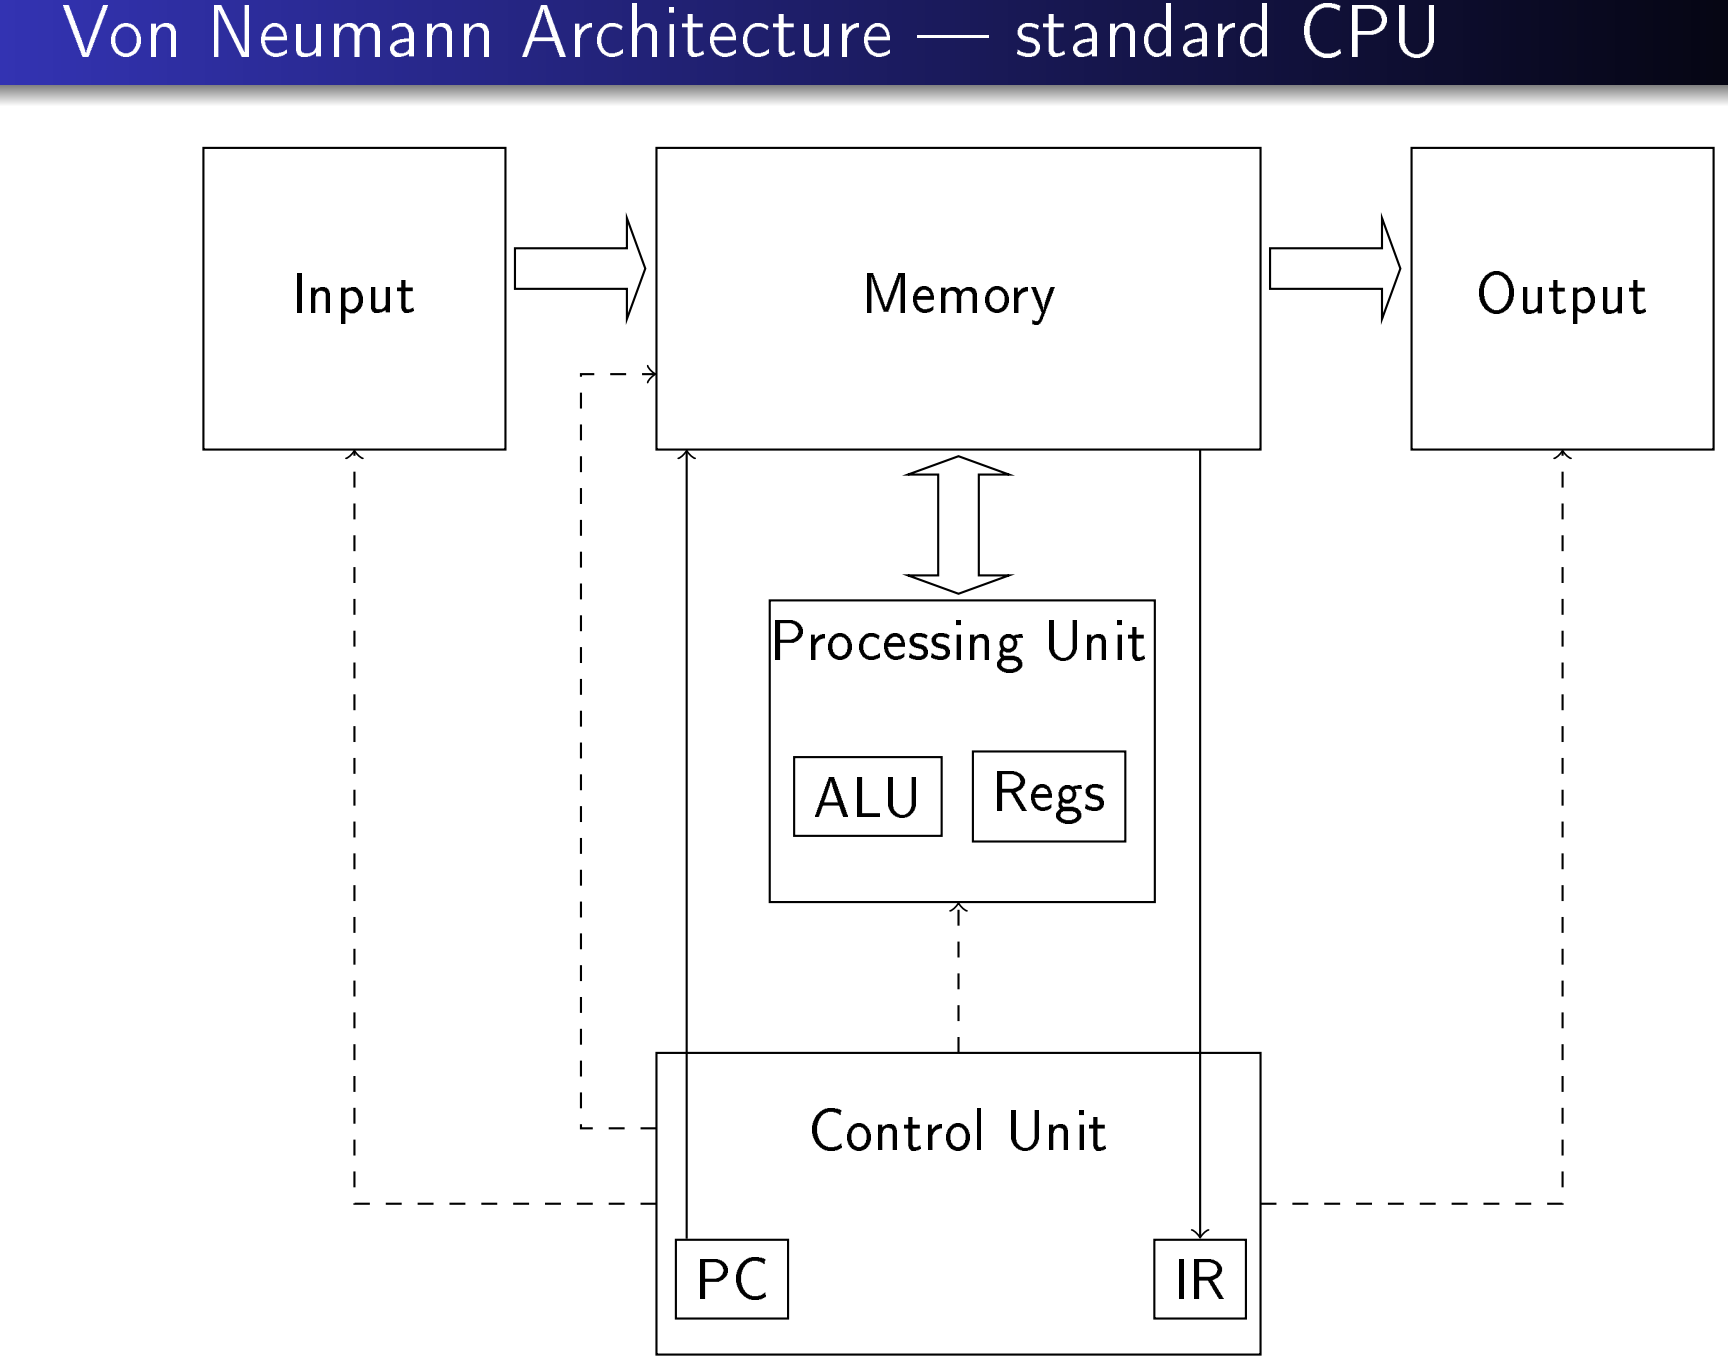 Von Neumann Architecture — standard CPU
Input
Memory
Output
Processing Unit
ALU
Regs
Control Unit
PC
IR